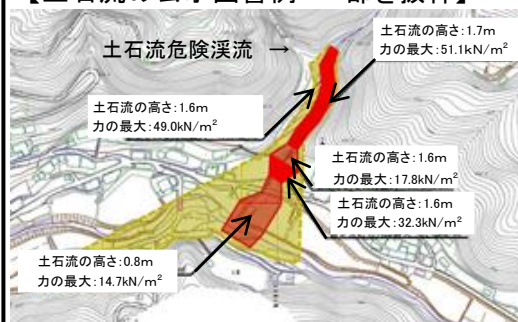 【土石流の公示図書例 一部を抜粋】
土石流危険渓流 →
土石流の高さ:1.7m
力の最大:51.1kN/m²
土石流の高さ:1.6m
力の最大:49.0kN/m²
土石流の高さ:1.6m
力の最大:17.8kN/m²
土石流の高さ:1.6m
力の最大:32.3kN/m²
土石流の高さ:0.8m
力の最大:14.7kN/m²